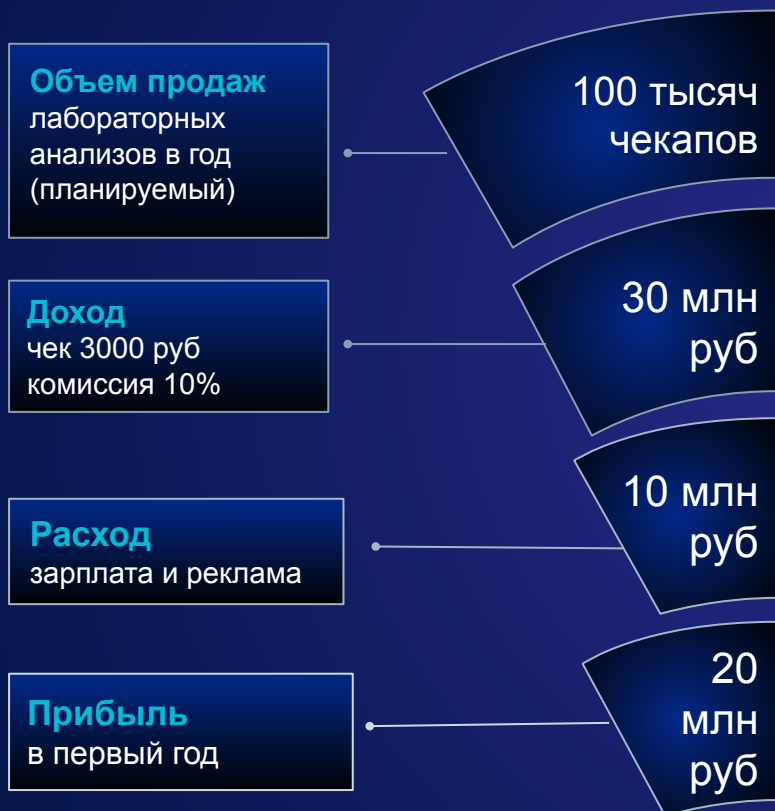 Объем продаж
лабораторных
анализов в год
(планируемый)
100 тысяч
чекапов
Доход
чек 3000 руб
комиссия 10%
30 млн
руб
Расход
зарплата и реклама
10 млн
руб
Прибыль
в первый год
20
млн
руб